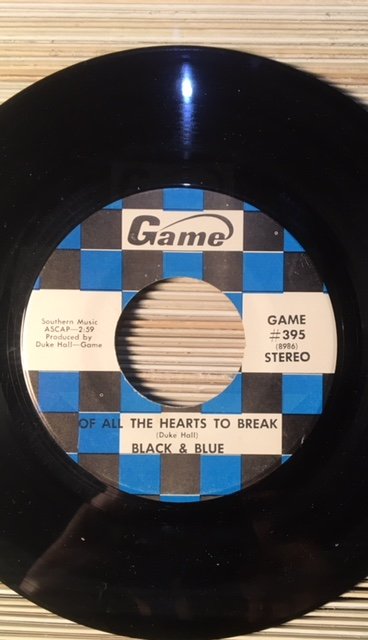 Game
Southern Music
ASCAP—2:59
Produced by
Duke Hall—Game
GAME
#395
(8986)
STEREO
OF ALL THE HEARTS TO BREAK
(Duke Hall)
BLACK & BLUE